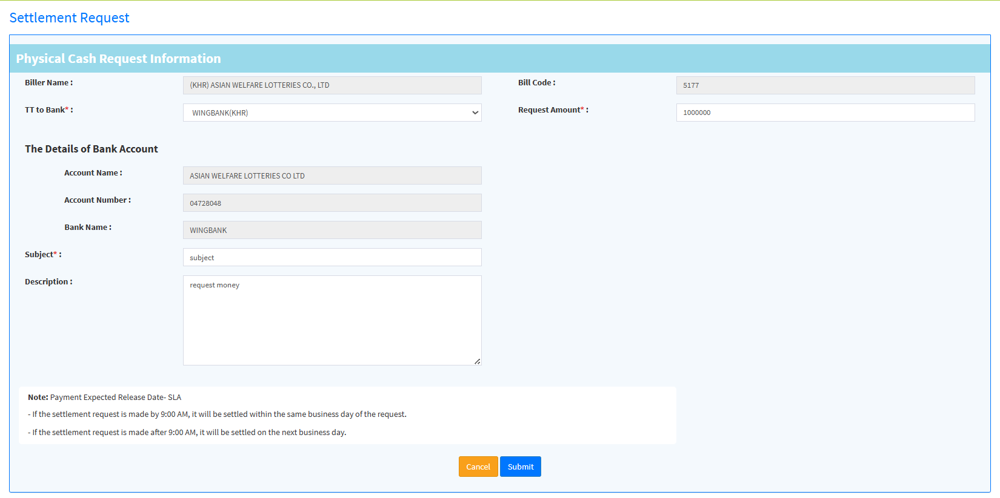 Settlement Request
Physical Cash Request Information
Biller Name : (KHR) ASIAN WELFARE LOTTERIES CO., LTD Bill Code : 5177
TT to Bank* : WINGBANK(KHR) Request Amount* : 1000000
The Details of Bank Account
Account Name : ASIAN WELFARE LOTTERIES CO LTD
Account Number : 04728048
Bank Name : WINGBANK
Subject* : subject
Description : request money
Note: Payment Expected Release Date- SLA
- If the settlement request is made by 9:00 AM, it will be settled within the same business day of the request.
- If the settlement request is made after 9:00 AM, it will be settled on the next business day.
Cancel Submit